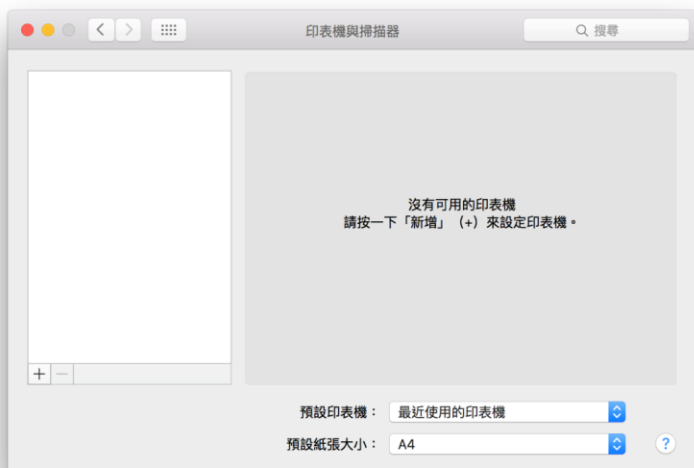 印表機與掃描器
搜尋
沒有可用的印表機
請按一下「新增」（+）來設定印表機。
預設印表機：
最近使用的印表機
預設紙張大小：
A4